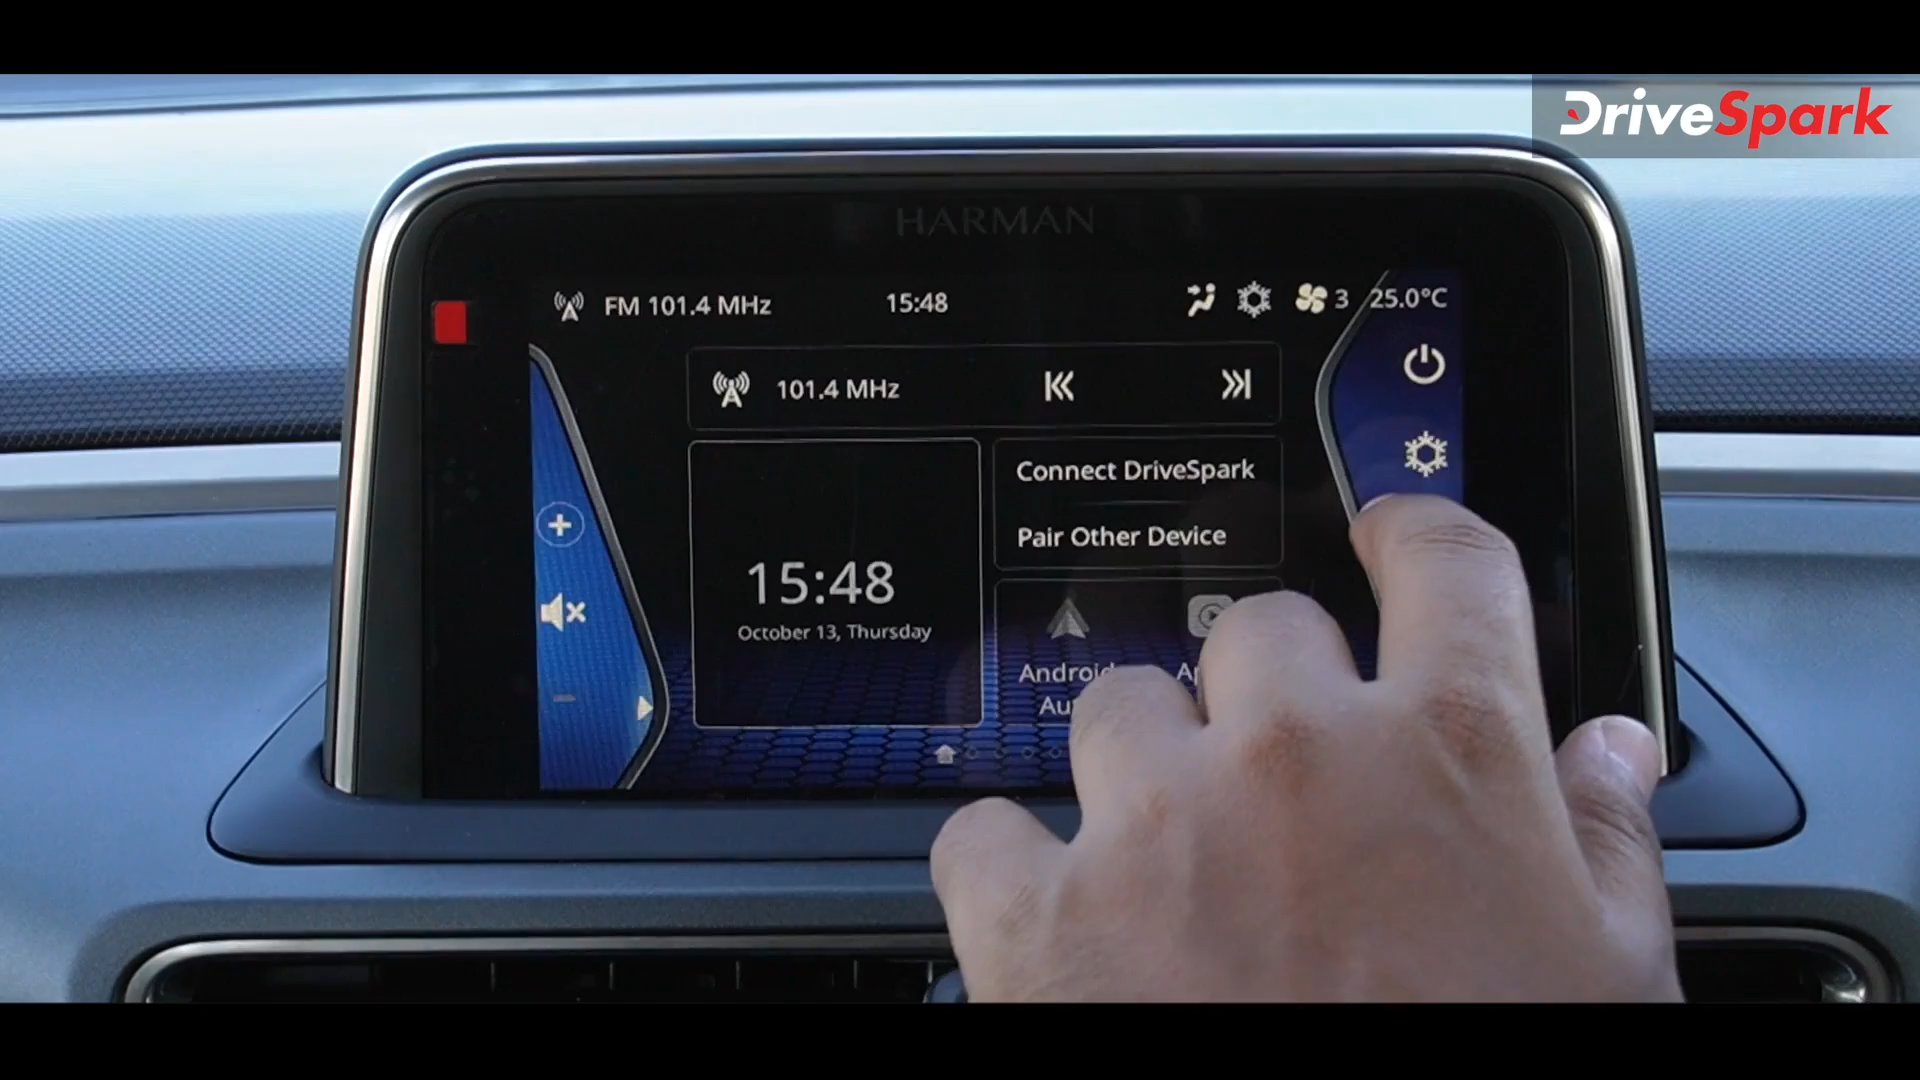 DriveSpark
HARMAN
FM 101.4 MHz
15:48
3
25.0°C
101.4 MHz
Connect DriveSpark
Pair Other Device
15:48
October 13, Thursday
Android